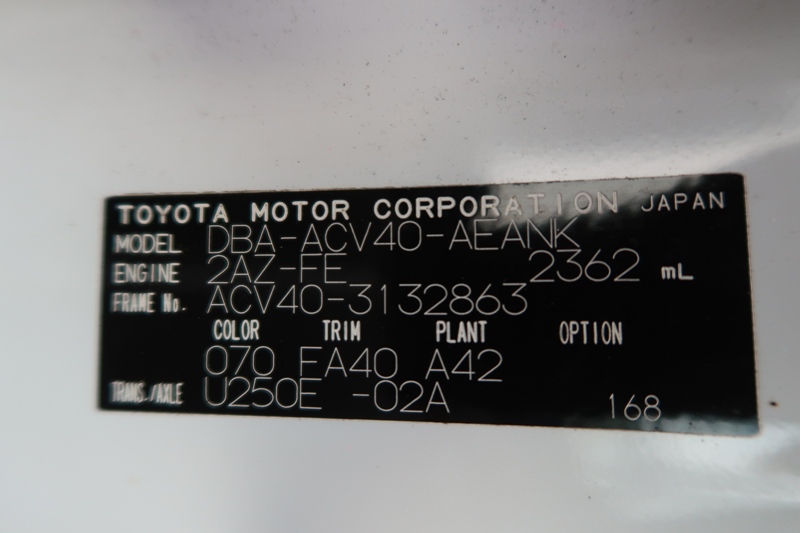 TOYOTA MOTOR CORPORATION JAPAN
MODEL DBA-ACV40-AEANK
ENGINE 2AZ-FE 2362 mL
FRAME No. ACV40-3132863
COLOR TRIM PLANT OPTION
070 FA40 A42
TRANS./AXLE U250E -02A 168